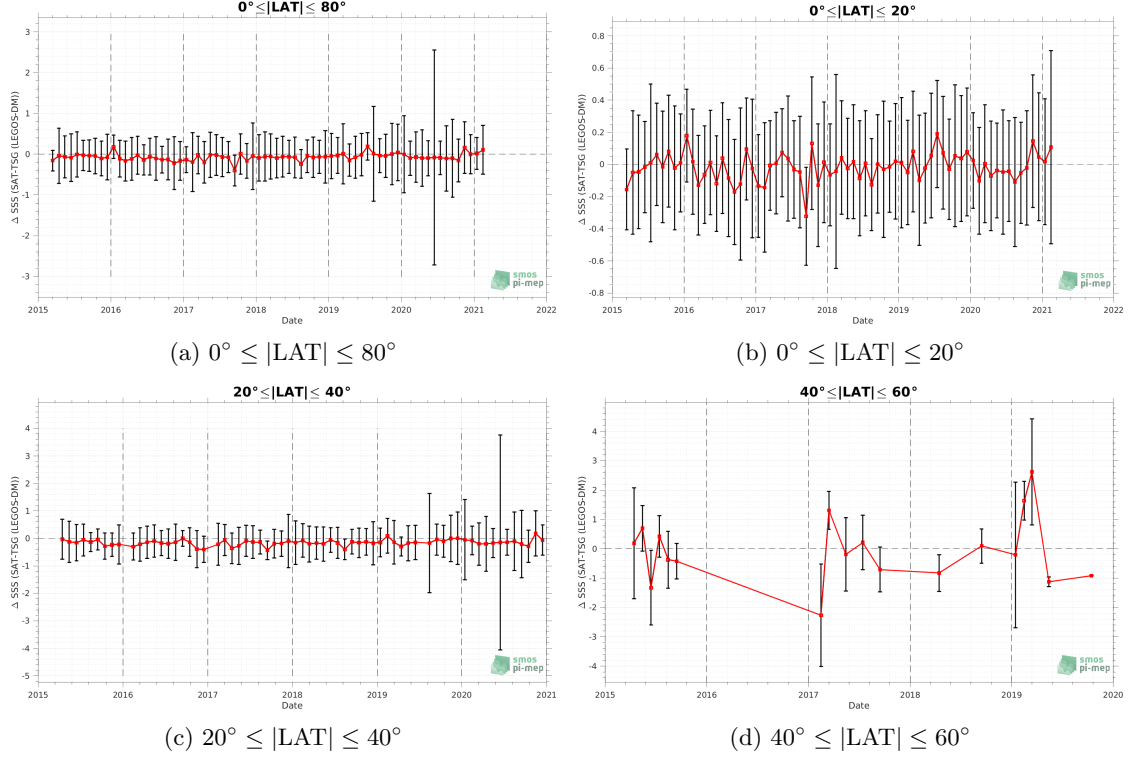 0°≤|LAT|≤ 80°
Δ SSS (SAT-TSG (LEGOS-DM))
3
2
1
0
-1
-2
-3
2015 2016 2017 2018 2019 2020 2021 2022
Date
smos
pi-mep
(a) 0° ≤ |LAT| ≤ 80°
0°≤|LAT|≤ 20°
Δ SSS (SAT-TSG (LEGOS-DM))
0.8
0.6
0.4
0.2
0
-0.2
-0.4
-0.6
-0.8
2015 2016 2017 2018 2019 2020 2021 2022
Date
smos
pi-mep
(b) 0° ≤ |LAT| ≤ 20°
20°≤|LAT|≤ 40°
Δ SSS (SAT-TSG (LEGOS-DM))
4
3
2
1
0
-1
-2
-3
-4
-5
2015 2016 2017 2018 2019 2020 2021
Date
smos
pi-mep
(c) 20° ≤ |LAT| ≤ 40°
40°≤|LAT|≤ 60°
Δ SSS (SAT-TSG (LEGOS-DM))
4
3
2
1
0
-1
-2
-3
-4
2015 2016 2017 2018 2019 2020
Date
smos
pi-mep
(d) 40° ≤ |LAT| ≤ 60°